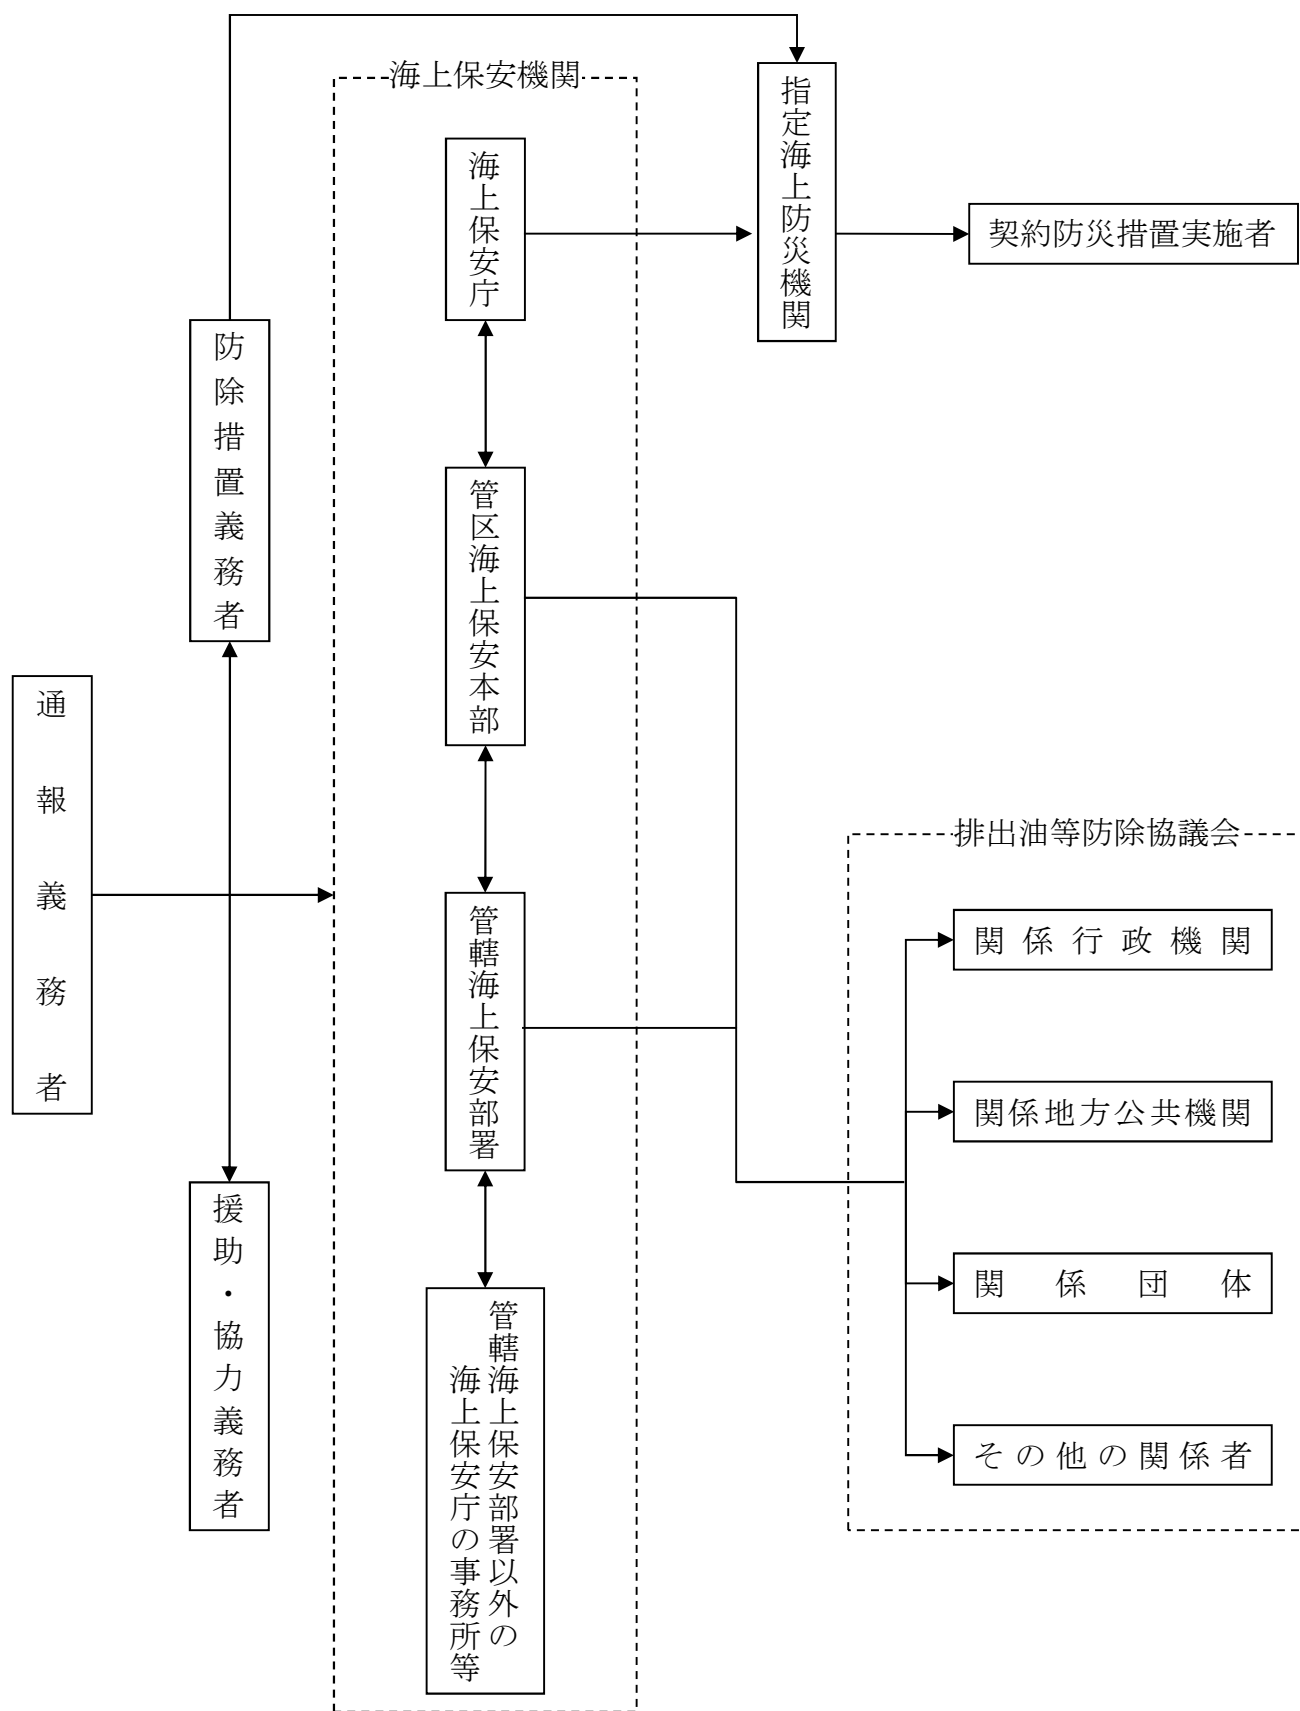 海上保安機関
指定海上防災機関
海上保安庁
契約防災措置実施者
防除措置義務者
管区海上保安本部
通報義務者
排出油等防除協議会
管轄海上保安部署
関係行政機関
関係地方公共機関
援助・協力義務者
関係団体
管轄海上保安部署以外の
海上保安庁の事務所等
その他の関係者